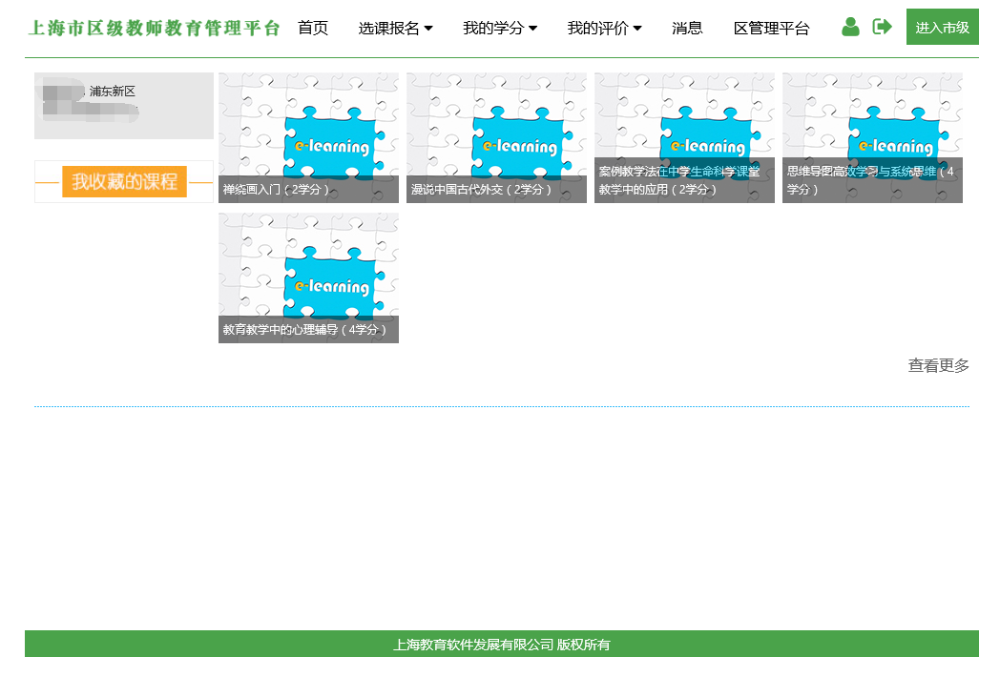 上海市区级教师教育管理平台 首页 选课报名 我的学分 我的评价 消息 区管理平台 进入市级
浦东新区
我收藏的课程
e-learning
禅绕画入门（2学分）
e-learning
漫说中国古代外交（2学分）
e-learning
案例教学法在中学生命科学课堂
教学中的应用（2学分）
e-learning
思维导图高效学习与系统思维（4
学分）
e-learning
教育教学中的心理辅导（4学分）
查看更多
上海教育软件发展有限公司 版权所有